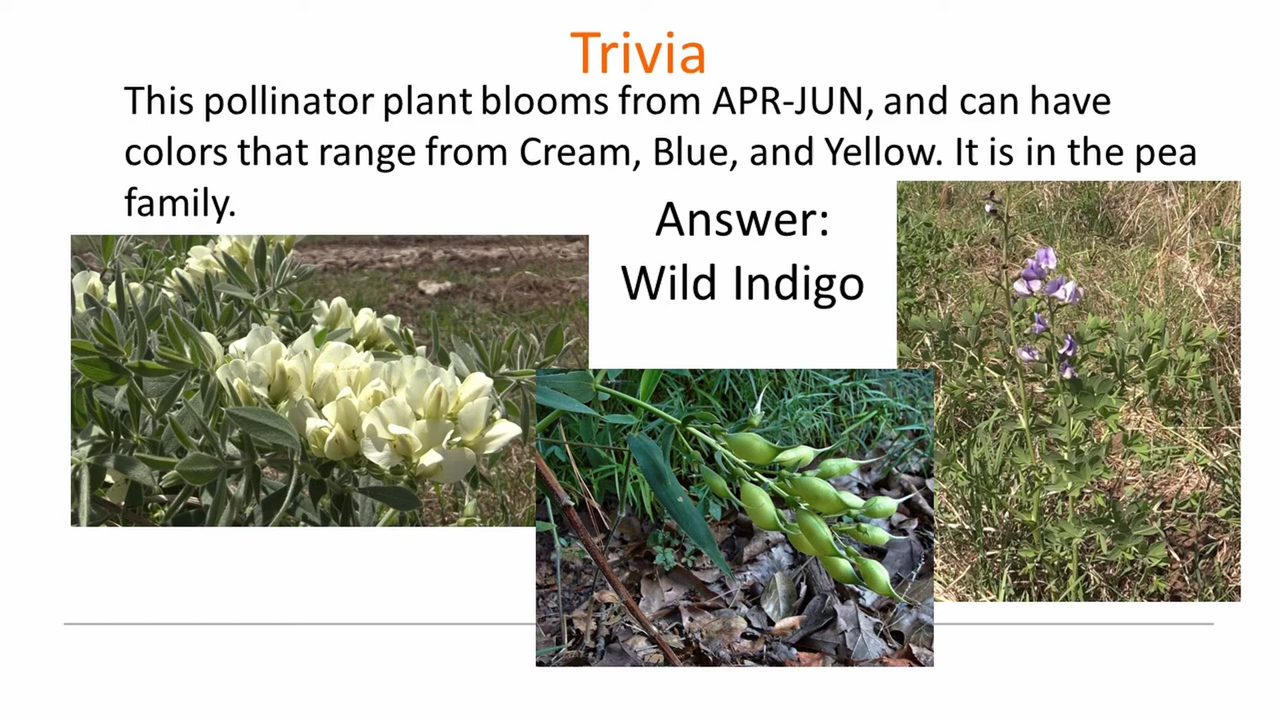 Trivia
This pollinator plant blooms from APR-JUN, and can have
colors that range from Cream, Blue, and Yellow. It is in the pea
family.
Answer:
Wild Indigo